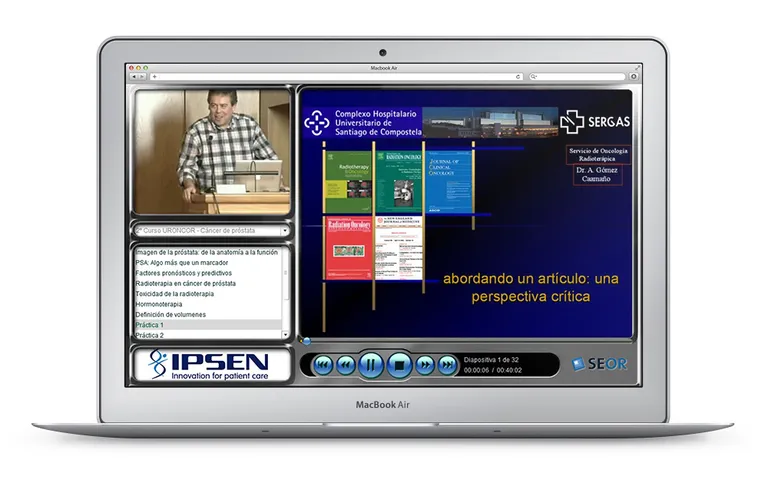 Macbook Air
Complexo Hospitalario
Universitario de
Santiago de Compostela
SERGAS
Servicio de Oncología
Radioterápica
Dr. A. Gómez
Caamaño
Radiotherapy
& Oncology
RADIATION ONCOLOGY
JOURNAL OF
CLINICAL
ONCOLOGY
Radiation Oncology
abordando un artículo: una
perspectiva crítica
Curso URONCOR - Cáncer de próstata
Imagen de la próstata: de la anatomía a la función
PSA: Algo más que un marcador
Factores pronósticos y predictivos
Radioterapia en cáncer de próstata
Toxicidad de la radioterapia
Hormonoterapia
Definición de volumenes
Práctica 1
Práctica 2
IPSEN
Innovation for patient care
Diapositiva 1 de 32
00:00:06 / 00:40:02
SEOR
MacBook Air